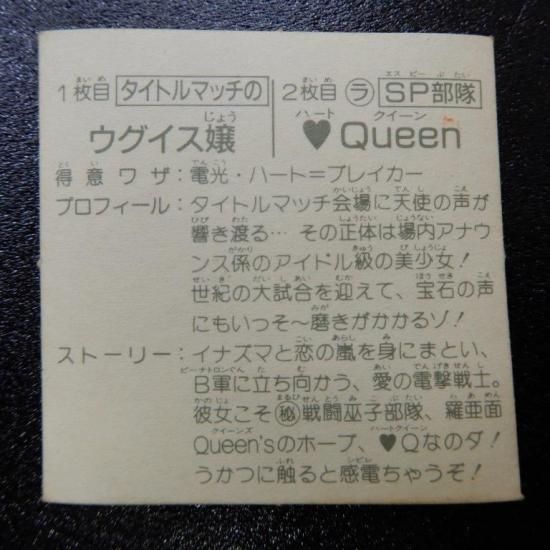 1枚目 タイトルマッチの ウグイス嬢
2枚目 ラ SP部隊 ♥Queen
得意ワザ：電光・ハート＝ブレイカー
プロフィール：タイトルマッチ会場に天使の声が
響き渡る… その正体は場内アナウ
ンス係のアイドル級の美少女！
世紀の大試合を迎えて、宝石の声
にもいっそ〜磨きがかかるゾ！
ストーリー：イナズマと恋の嵐を身にまとい、
B軍に立ち向かう、愛の電撃戦士。
彼女こそ㊙戦闘巫子部隊、羅亜面
Queen'sのホープ、♥Qなのダ！
うかつに触ると感電ちゃうぞ！